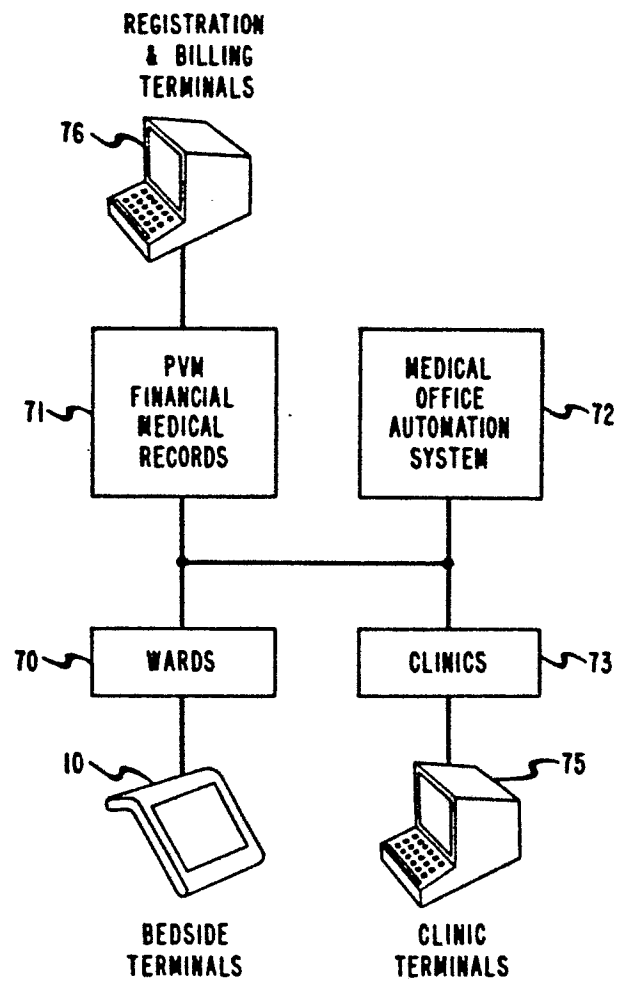 REGISTRATION
& BILLING
TERMINALS
76
PVM
FINANCIAL
MEDICAL
RECORDS
71
MEDICAL
OFFICE
AUTOMATION
SYSTEM
72
70
WARDS
CLINICS
73
10
75
BEDSIDE
TERMINALS
CLINIC
TERMINALS